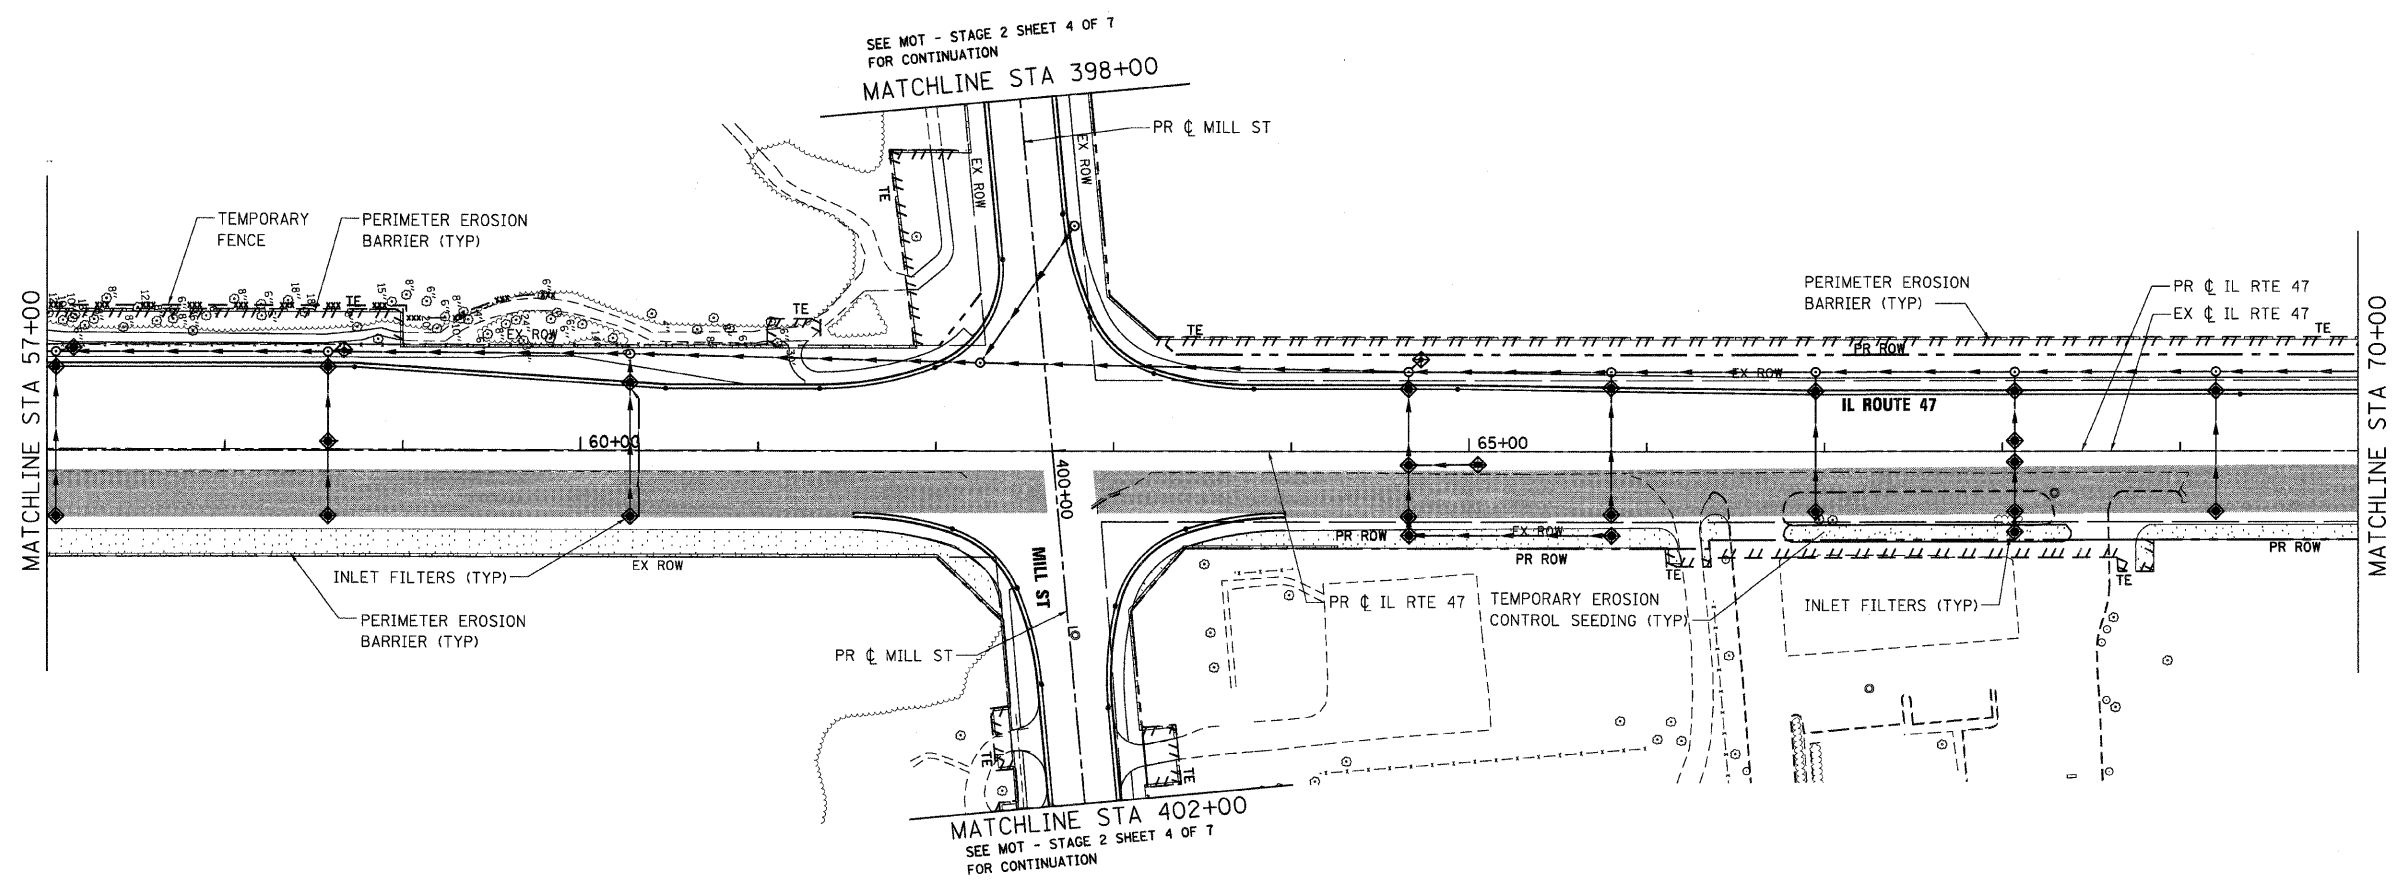 SEE MOT - STAGE 2 SHEET 4 OF 7
FOR CONTINUATION
MATCHLINE STA 398+00
PR ℄ MILL ST
EX ROW
EX ROW
TE
TEMPORARY
FENCE
PERIMETER EROSION
BARRIER (TYP)
TE
TE
EX ROW
MATCHLINE STA 57+00
PERIMETER EROSION
BARRIER (TYP)
PR ℄ IL RTE 47
EX ℄ IL RTE 47
TE
TE
PR ROW
EX ROW
IL ROUTE 47
MATCHLINE STA 70+00
60+00
65+00
400+00
MILL ST
PR ROW
EX ROW
PR ROW
PR ROW
EX ROW
TE
TE
INLET FILTERS (TYP)
PERIMETER EROSION
BARRIER (TYP)
PR ℄ MILL ST
PR ℄ IL RTE 47
TEMPORARY EROSION
CONTROL SEEDING (TYP)
INLET FILTERS (TYP)
TE
TE
MATCHLINE STA 402+00
SEE MOT - STAGE 2 SHEET 4 OF 7
FOR CONTINUATION